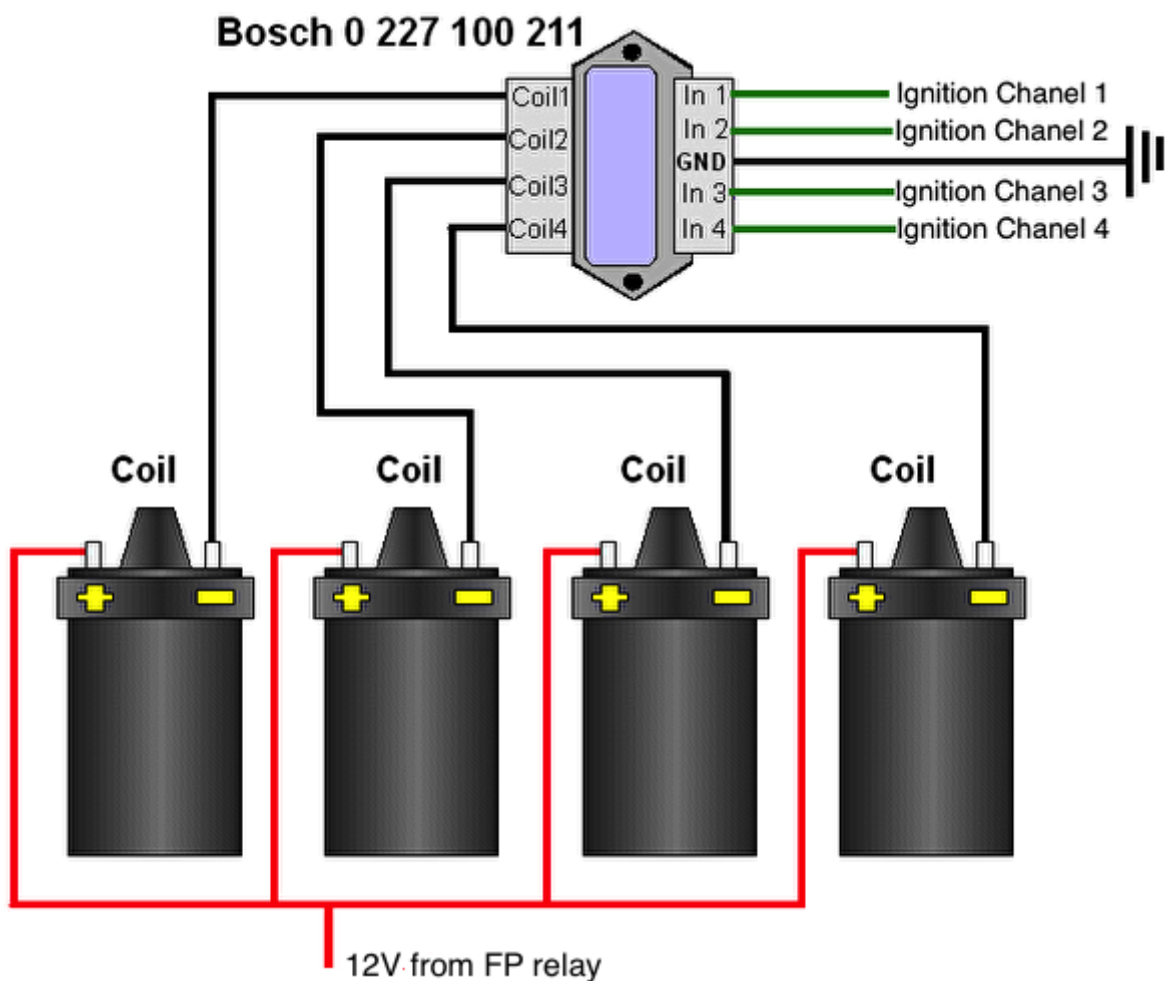 Bosch 0 227 100 211
Coil1
Coil2
Coil3
Coil4
In 1
In 2
GND
In 3
In 4
Ignition Chanel 1
Ignition Chanel 2
Ignition Chanel 3
Ignition Chanel 4
Coil
Coil
Coil
Coil
12V from FP relay